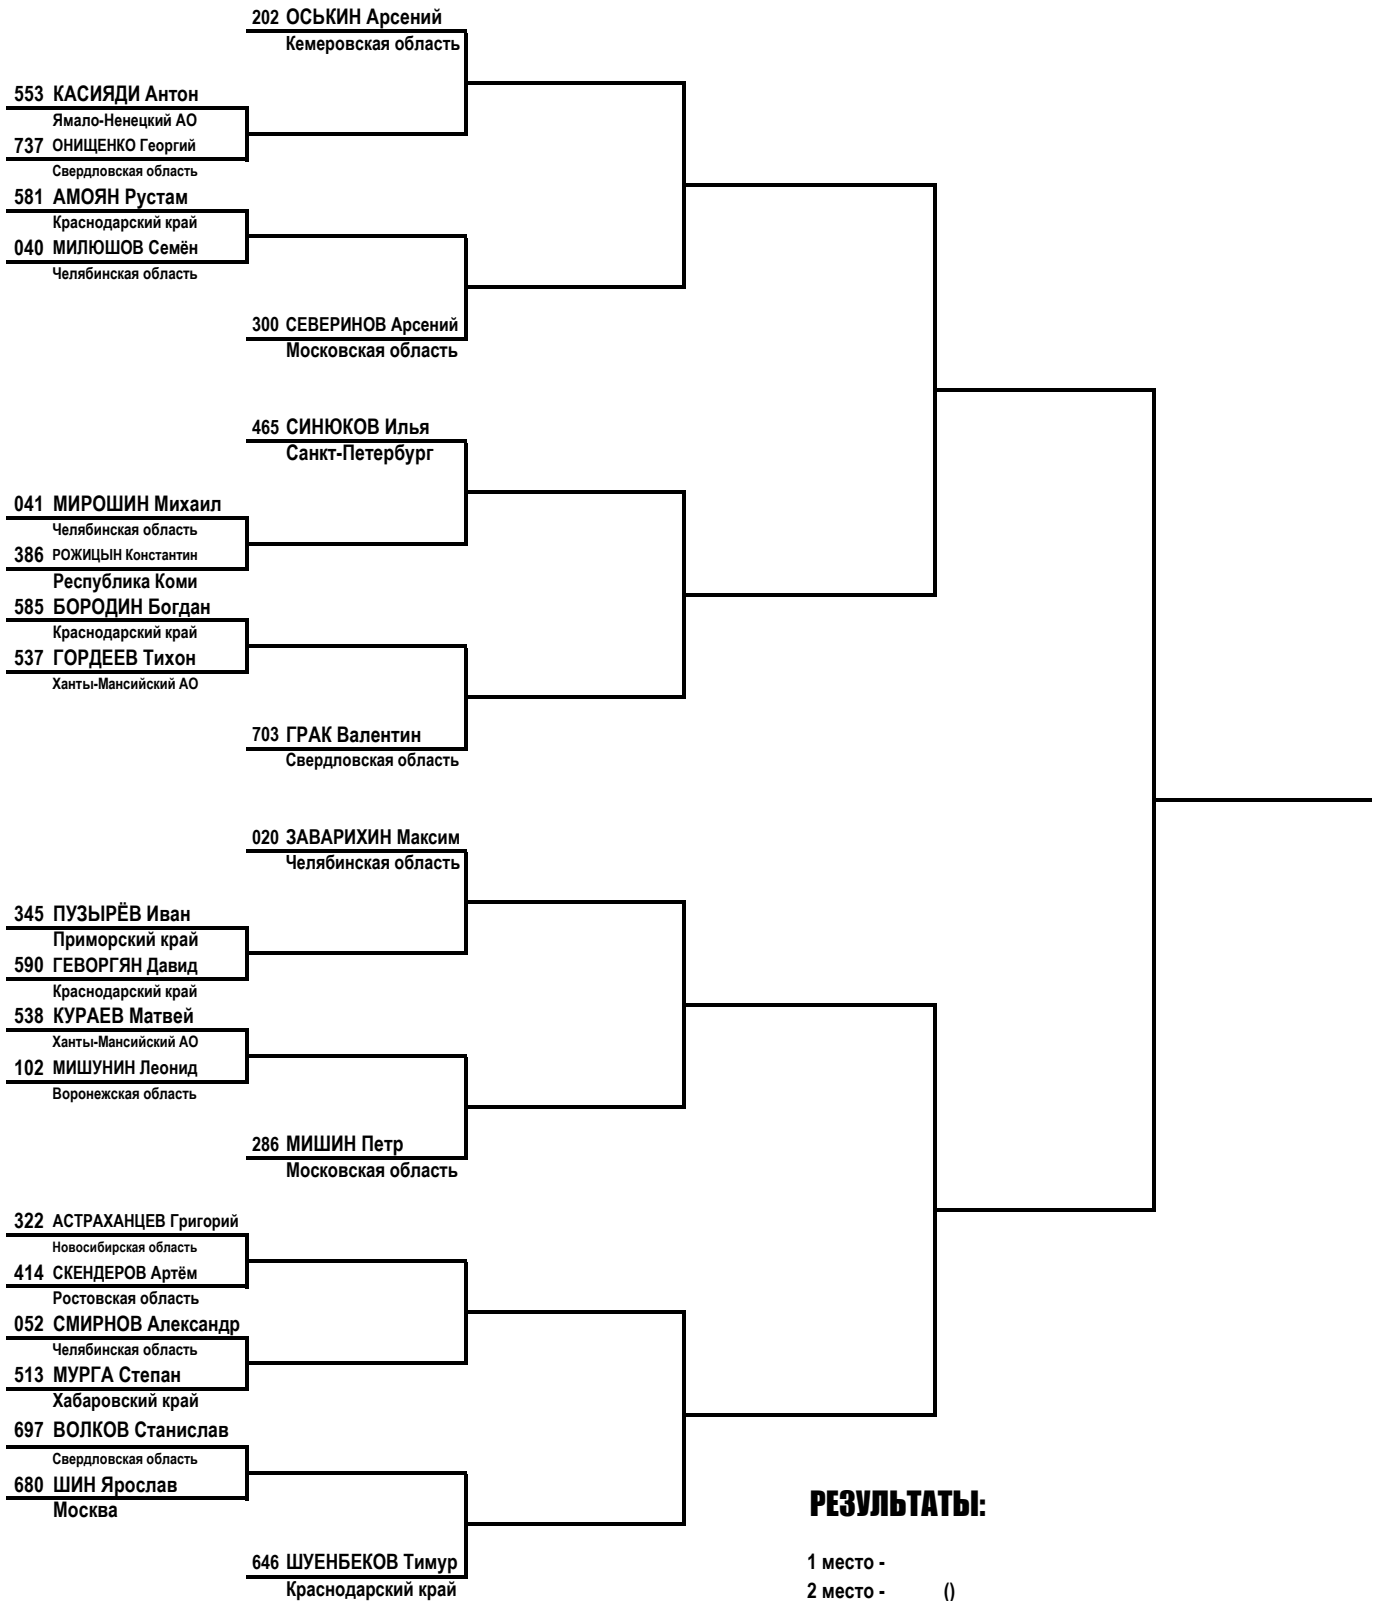 202 ОСЬКИН Арсений
Кемеровская область
553 КАСИЯДИ Антон
Ямало-Ненецкий АО
737 ОНИЩЕНКО Георгий
Свердловская область
581 АМОЯН Рустам
Краснодарский край
040 МИЛЮШОВ Семён
Челябинская область
300 СЕВЕРИНОВ Арсений
Московская область
465 СИНЮКОВ Илья
Санкт-Петербург
041 МИРОШИН Михаил
Челябинская область
386 РОЖИЦЫН Константин
Республика Коми
585 БОРОДИН Богдан
Краснодарский край
537 ГОРДЕЕВ Тихон
Ханты-Мансийский АО
703 ГРАК Валентин
Свердловская область
020 ЗАВАРИХИН Максим
Челябинская область
345 ПУЗЫРЁВ Иван
Приморский край
590 ГЕВОРГЯН Давид
Краснодарский край
538 КУРАЕВ Матвей
Ханты-Мансийский АО
102 МИШУНИН Леонид
Воронежская область
286 МИШИН Петр
Московская область
322 АСТРАХАНЦЕВ Григорий
Новосибирская область
414 СКЕНДЕРОВ Артём
Ростовская область
052 СМИРНОВ Александр
Челябинская область
513 МУРГА Степан
Хабаровский край
697 ВОЛКОВ Станислав
Свердловская область
680 ШИН Ярослав
Москва
646 ШУЕНБЕКОВ Тимур
Краснодарский край
РЕЗУЛЬТАТЫ:
1 место -
2 место - ()